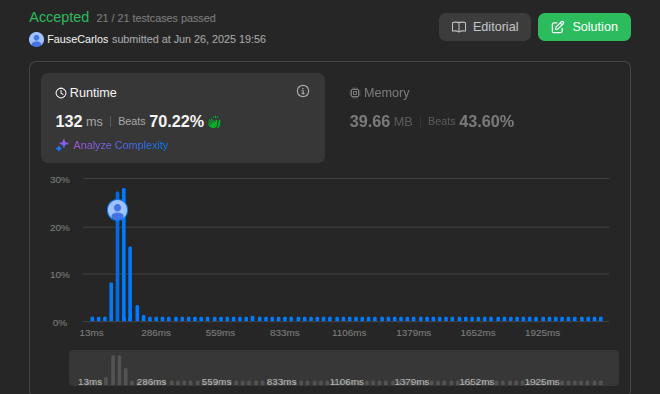 Accepted 21 / 21 testcases passed
FauseCarlos submitted at Jun 26, 2025 19:56
Editorial
Solution
Runtime
132 ms Beats 70.22%
Analyze Complexity
Memory
39.66 MB Beats 43.60%
30%
20%
10%
0%
13ms 286ms 559ms 833ms 1106ms 1379ms 1652ms 1925ms
13ms 286ms 559ms 833ms 1106ms 1379ms 1652ms 1925ms